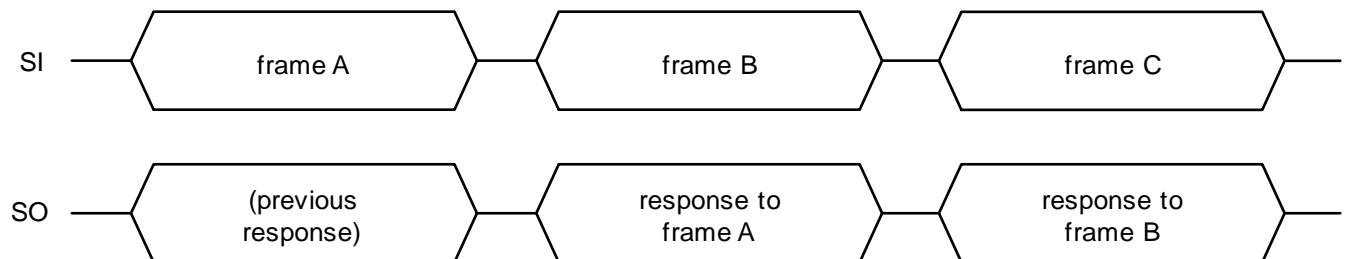 SI
frame A
frame B
frame C
SO
(previous
response)
response to
frame A
response to
frame B